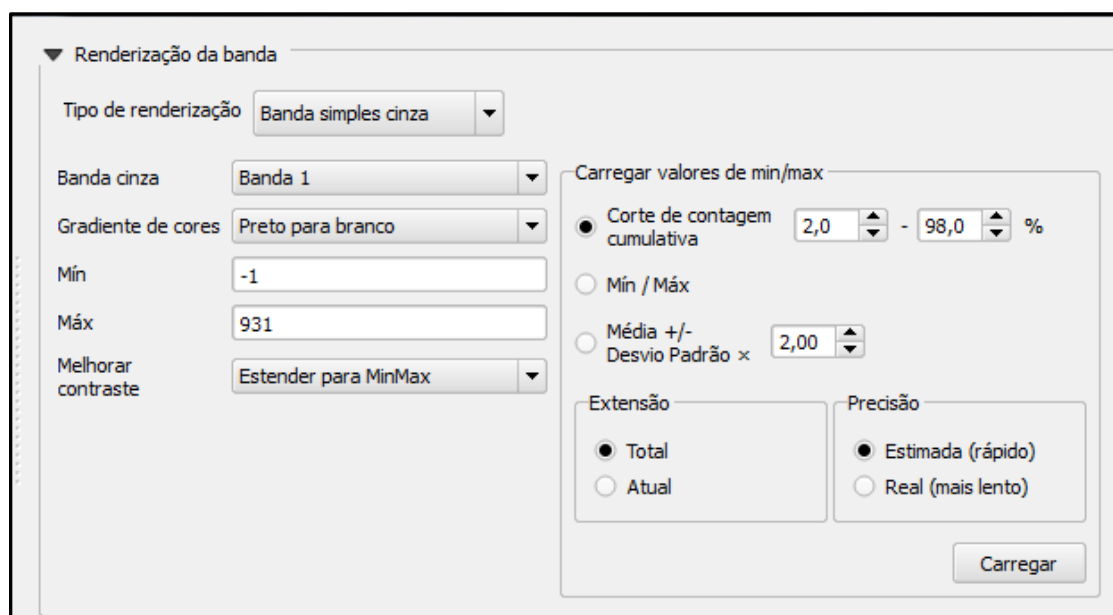 Renderização da banda
Tipo de renderização Banda simples cinza
Banda cinza Banda 1
Gradiente de cores Preto para branco
Mín -1
Máx 931
Melhorar
contraste Estender para MinMax
Carregar valores de min/max
Corte de contagem
cumulativa 2,0 - 98,0 %
Mín / Máx
Média +/-
Desvio Padrão × 2,00
Extensão
Total
Atual
Precisão
Estimada (rápido)
Real (mais lento)
Carregar